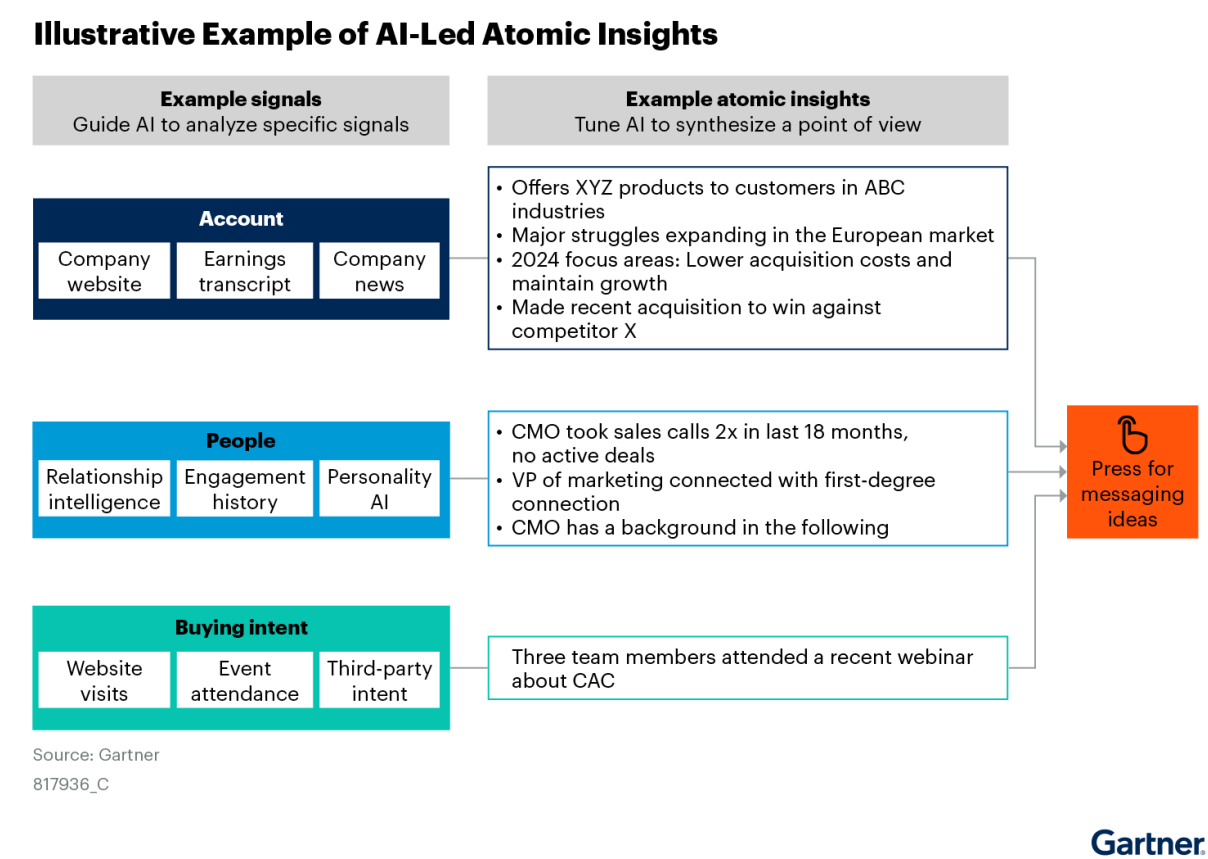 Illustrative Example of AI-Led Atomic Insights
Example signals
Guide AI to analyze specific signals
Example atomic insights
Tune AI to synthesize a point of view
Account
Company
website
Earnings
transcript
Company
news
• Offers XYZ products to customers in ABC
industries
• Major struggles expanding in the European market
• 2024 focus areas: Lower acquisition costs and
maintain growth
• Made recent acquisition to win against
competitor X
People
Relationship
intelligence
Engagement
history
Personality
AI
• CMO took sales calls 2x in last 18 months,
no active deals
• VP of marketing connected with first-degree
connection
• CMO has a background in the following
Press for
messaging
ideas
Buying intent
Website
visits
Event
attendance
Third-party
intent
Three team members attended a recent webinar
about CAC
Source: Gartner
817936_C
Gartner